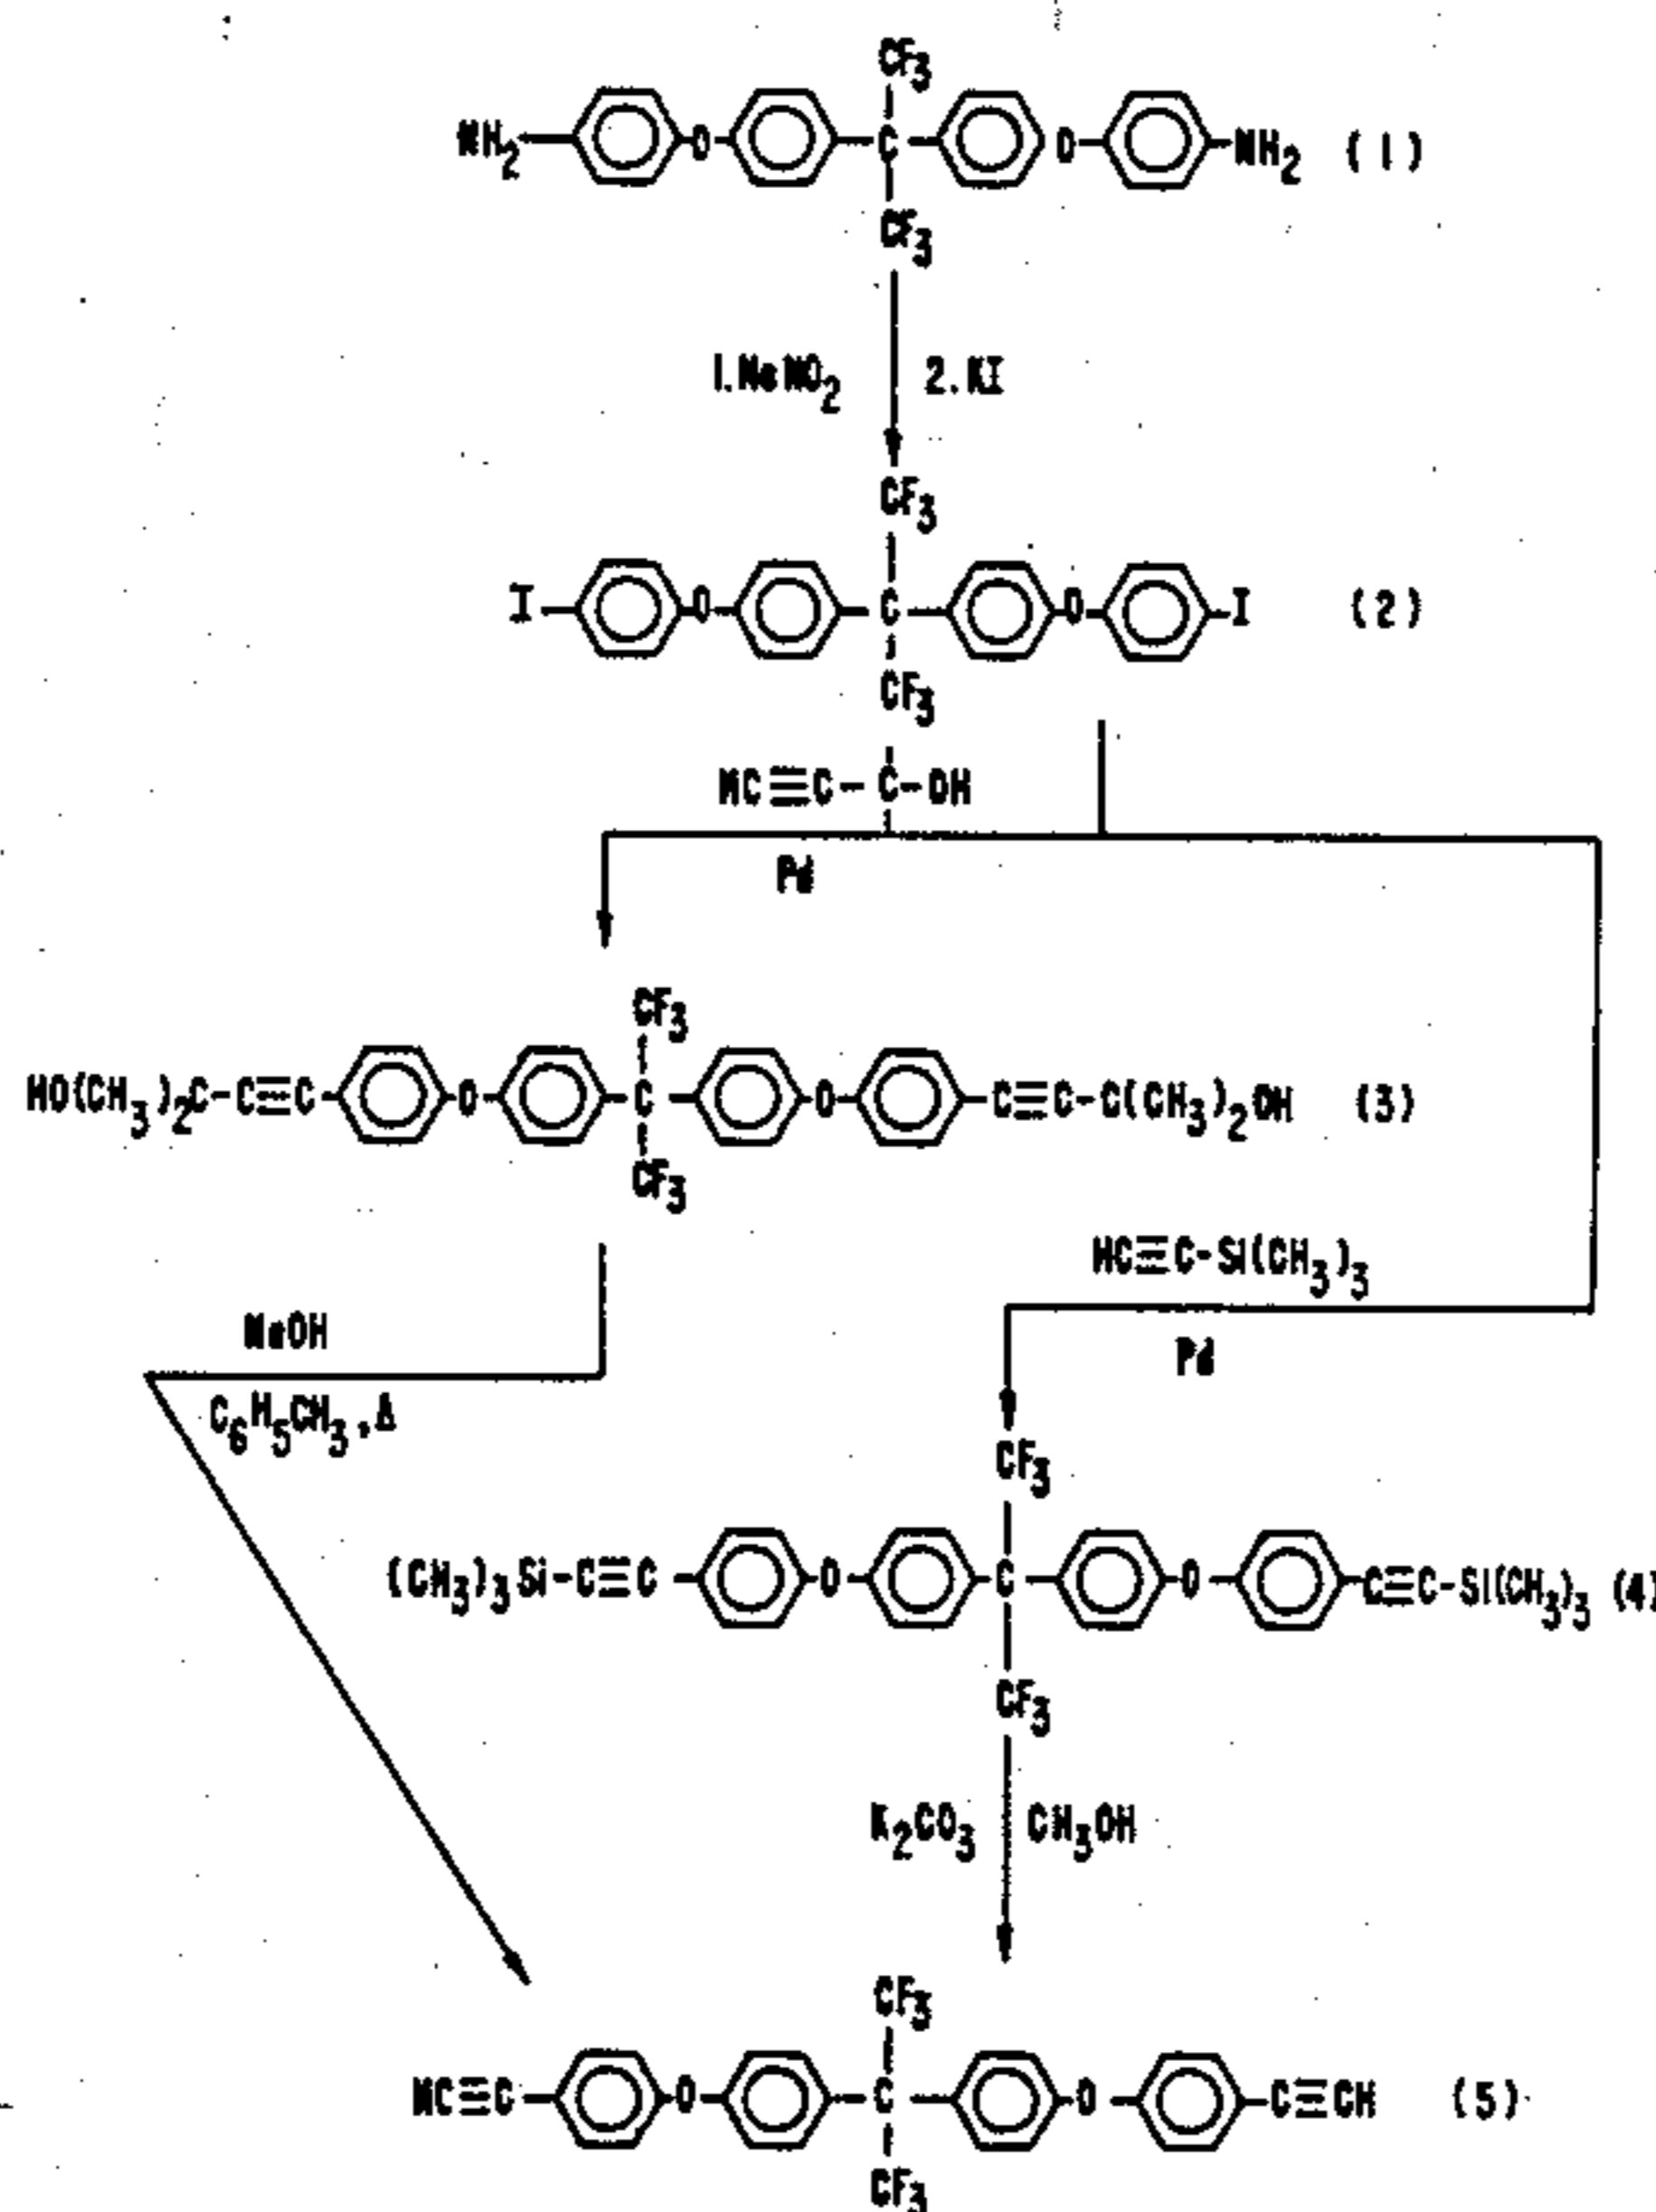 CF3
NH2 O C O NH2 (1)
CF3
1.NaNO2 2.KI
CF3
I O C O I (2)
CF3
HC≡C-C-OH
Pd
CF3
HO(CH3)2C-C≡C O C O C≡C-C(CH3)2OH (3)
CF3
HC≡C-Si(CH3)3
NaOH
Pd
C6H5CH3,Δ
CF3
(CH3)3Si-C≡C O C O C≡C-Si(CH3)3 (4)
CF3
K2CO3 CH3OH
CF3
HC≡C O C O C≡CH (5)
CF3